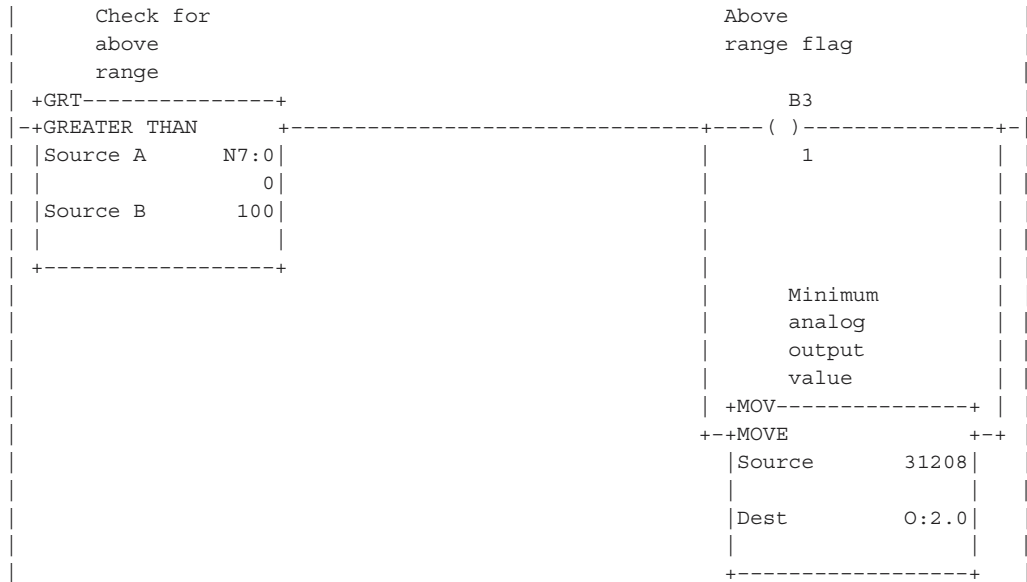 Check for Above
above range flag
range
+GRT---------------+ B3
-+GREATER THAN +--------------------------------+----( )---------------+-
Source A N7:0 1
0
Source B 100
+------------------+
Minimum
analog
output
value
+MOV---------------+
+-+MOVE +-+
Source 31208
Dest O:2.0
+------------------+